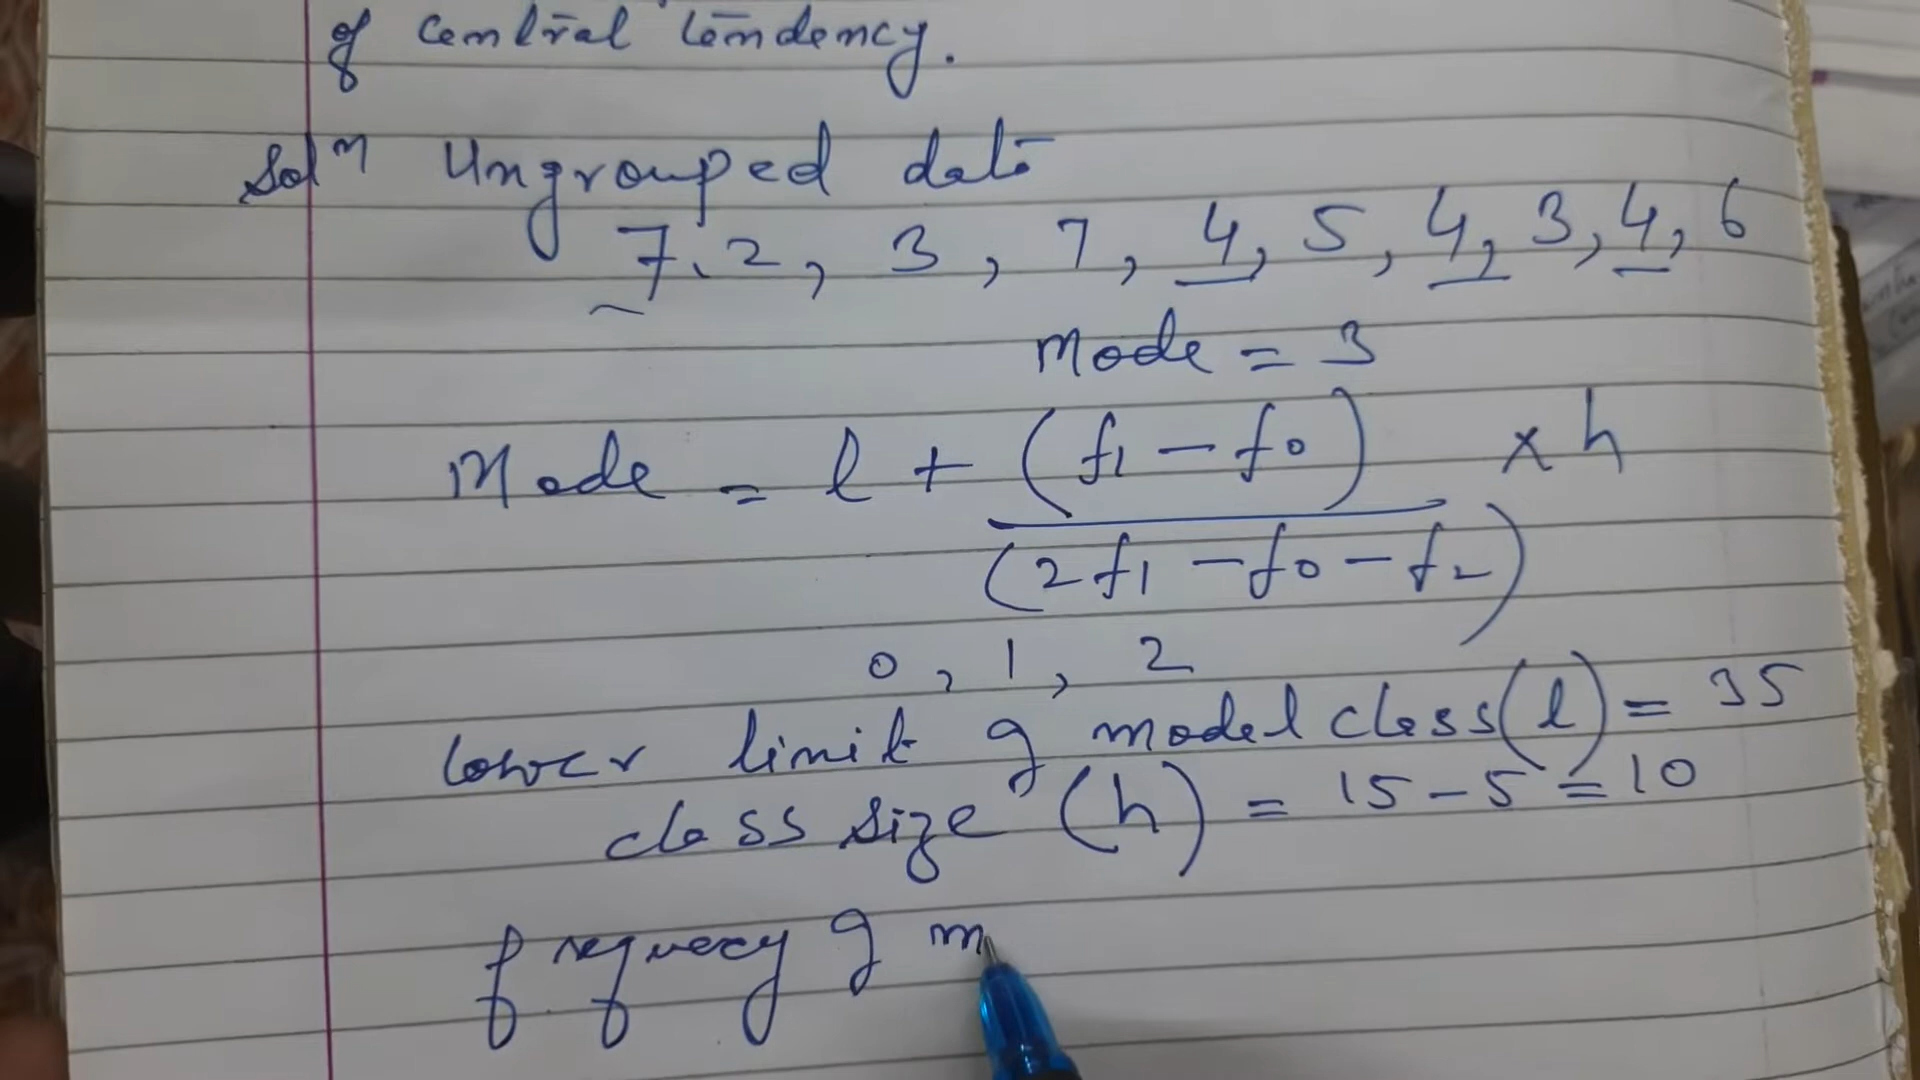 of central tendency.
Solⁿ Ungrouped data
7, 2, 3, 7, 4, 5, 4, 3, 4, 6
Mode = 3
Mode = l + (f1 - f0) / (2f1 - f0 - f2) x h
0, 1, 2
lower limit of model class (l) = 35
class size (h) = 15 - 5 = 10
frequecy of m